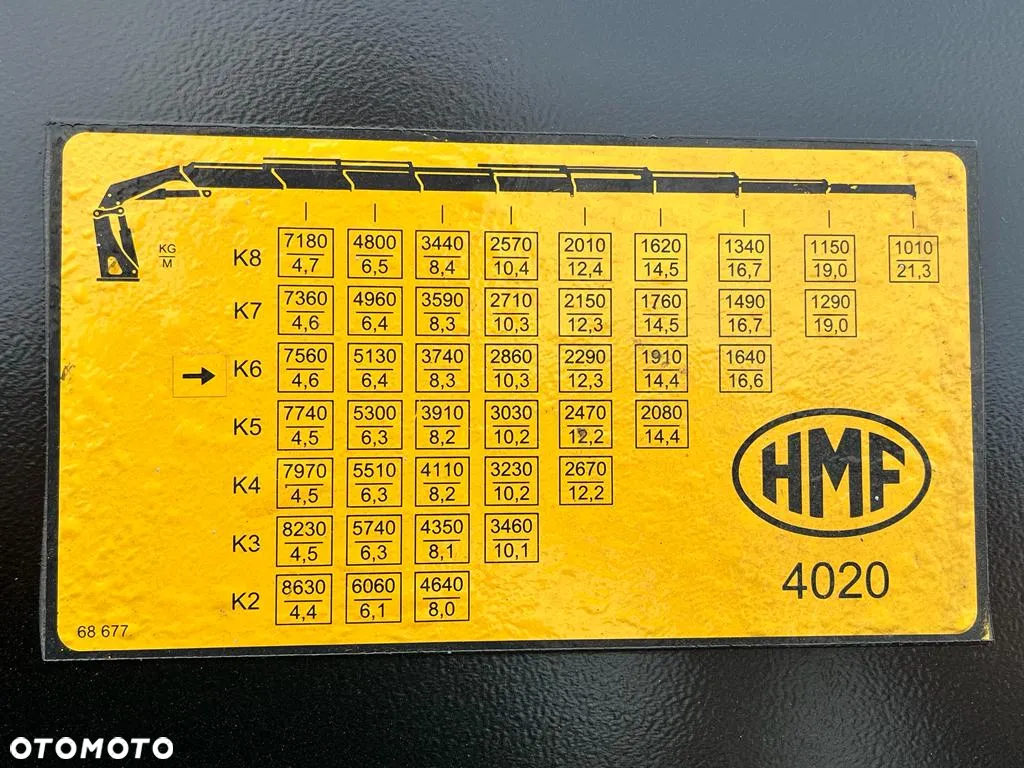 KG
M
K8 7180 4800 3440 2570 2010 1620 1340 1150 1010
4,7 6,5 8,4 10,4 12,4 14,5 16,7 19,0 21,3
K7 7360 4960 3590 2710 2150 1760 1490 1290
4,6 6,4 8,3 10,3 12,3 14,5 16,7 19,0
K6 7560 5130 3740 2860 2290 1910 1640
4,6 6,4 8,3 10,3 12,3 14,4 16,6
K5 7740 5300 3910 3030 2470 2080
4,5 6,3 8,2 10,2 12,2 14,4
K4 7970 5510 4110 3230 2670
4,5 6,3 8,2 10,2 12,2
K3 8230 5740 4350 3460
4,5 6,3 8,1 10,1
K2 8630 6060 4640
4,4 6,1 8,0
HMF
4020
68 677
OTOMOTO